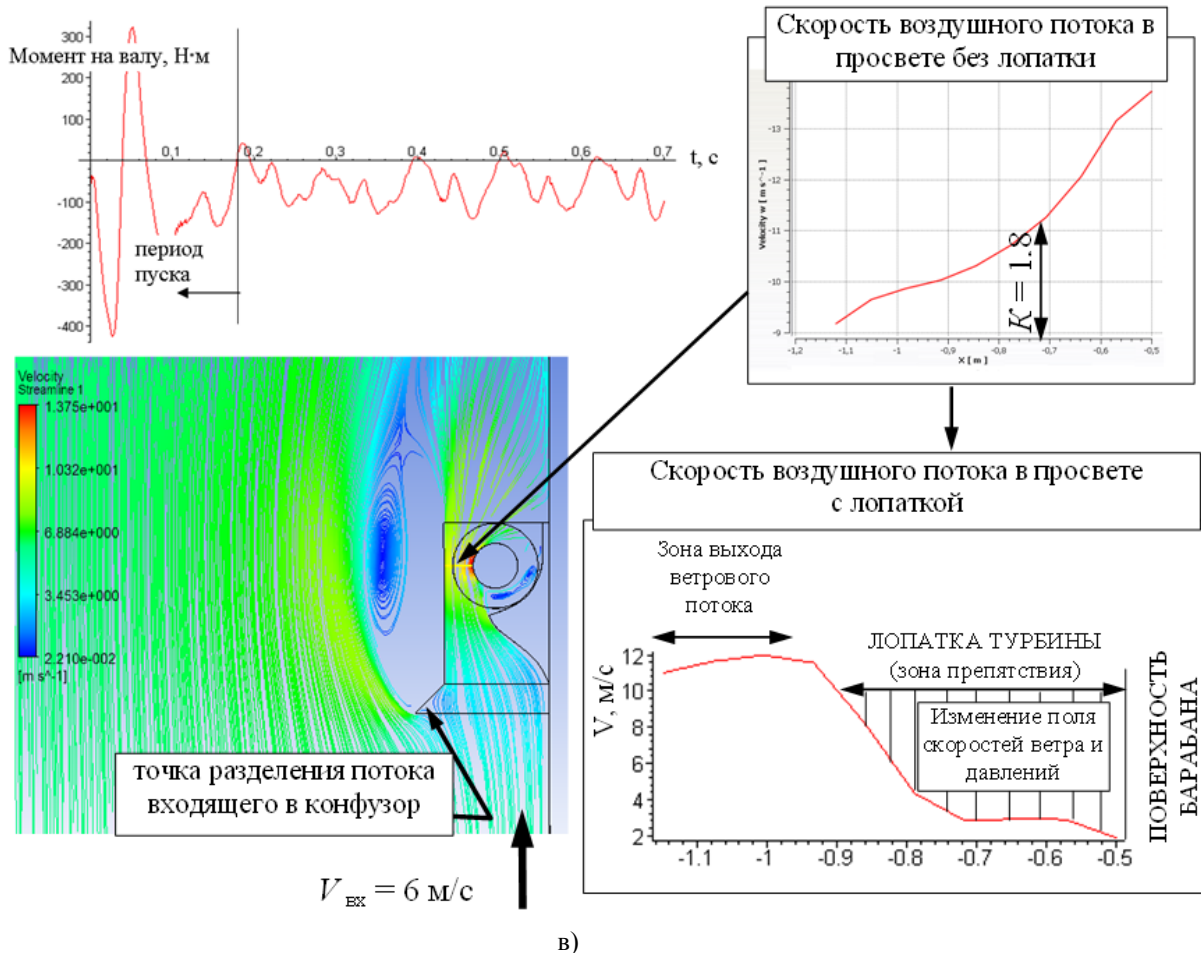 300
Момент на валу, Н·м
200
100
0,1
0,2
0,3
0,4
0,5
0,6
0,7
t, с
-100
-200
-300
-400
период
пуска
Скорость воздушного потока в
просвете без лопатки
-13
-12
-11
-10
-9
Velocity w [ m s^-1 ]
K = 1.8
-1,2
-1,1
-1
-0,9
-0,8
-0,7
-0,6
-0,5
X [ m ]
Velocity
Streamline 1
1.375e+001
1.032e+001
6.884e+000
3.453e+000
2.210e-002
[m s^-1]
точка разделения потока
входящего в конфузор
V вх = 6 м/с
Скорость воздушного потока в просвете
с лопаткой
Зона выхода
ветрового
потока
ЛОПАТКА ТУРБИНЫ
(зона препятствия)
Изменение поля
скоростей ветра и
давлений
ПОВЕРХНОСТЬ
БАРАЬАНА
V, м/с
12
10
8
6
4
2
-1.1
-1
-0.9
-0.8
-0.7
-0.6
-0.5
в)